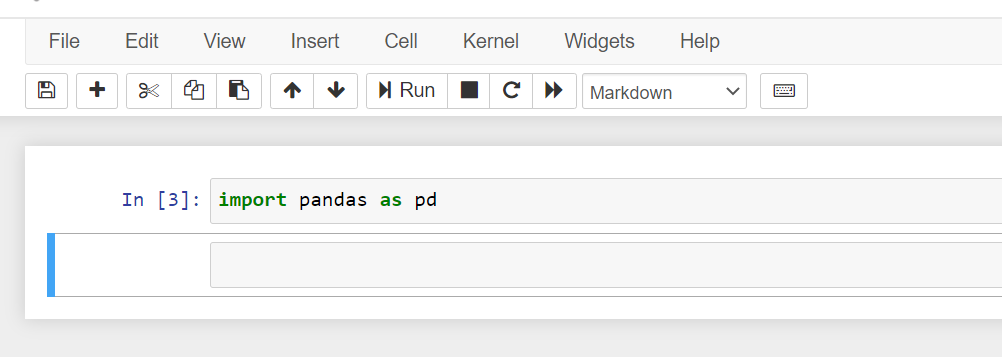 File Edit View Insert Cell Kernel Widgets Help
Run Markdown
In [3]: import pandas as pd